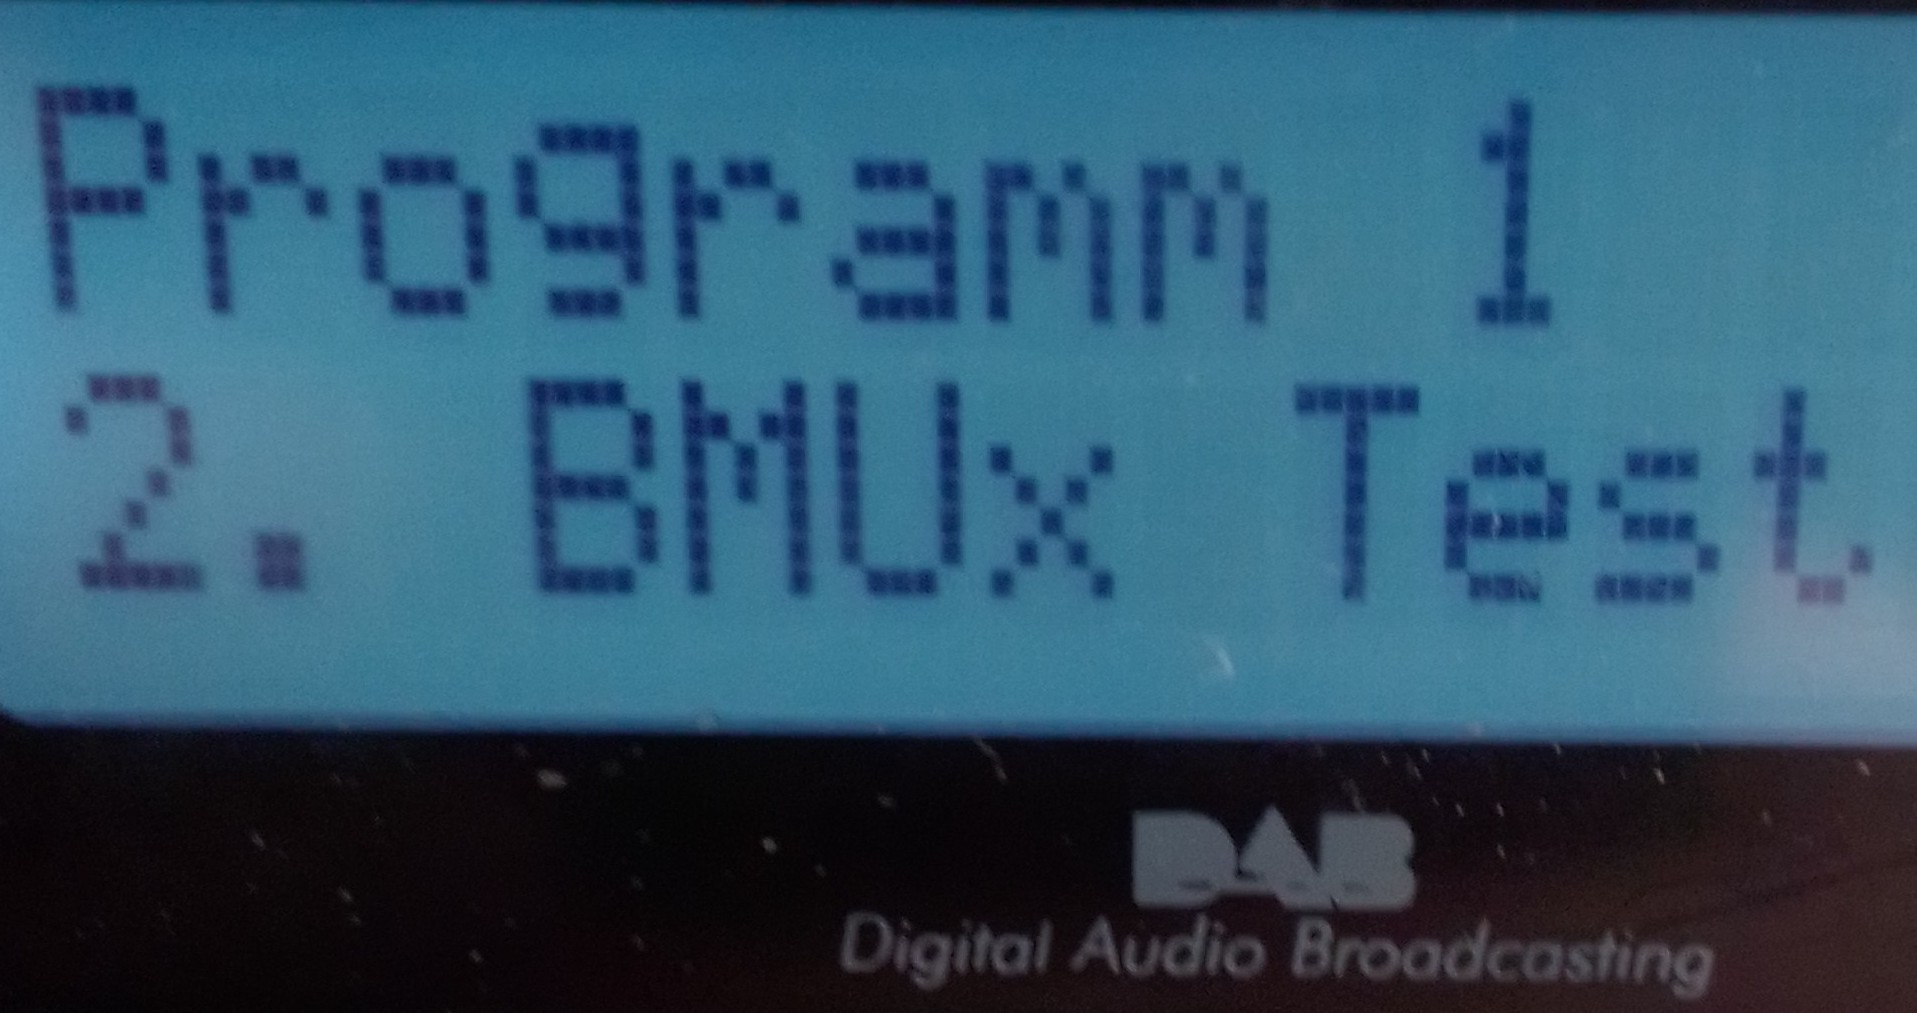 Programm 1
2. BMUx Test
DAB
Digital Audio Broadcasting